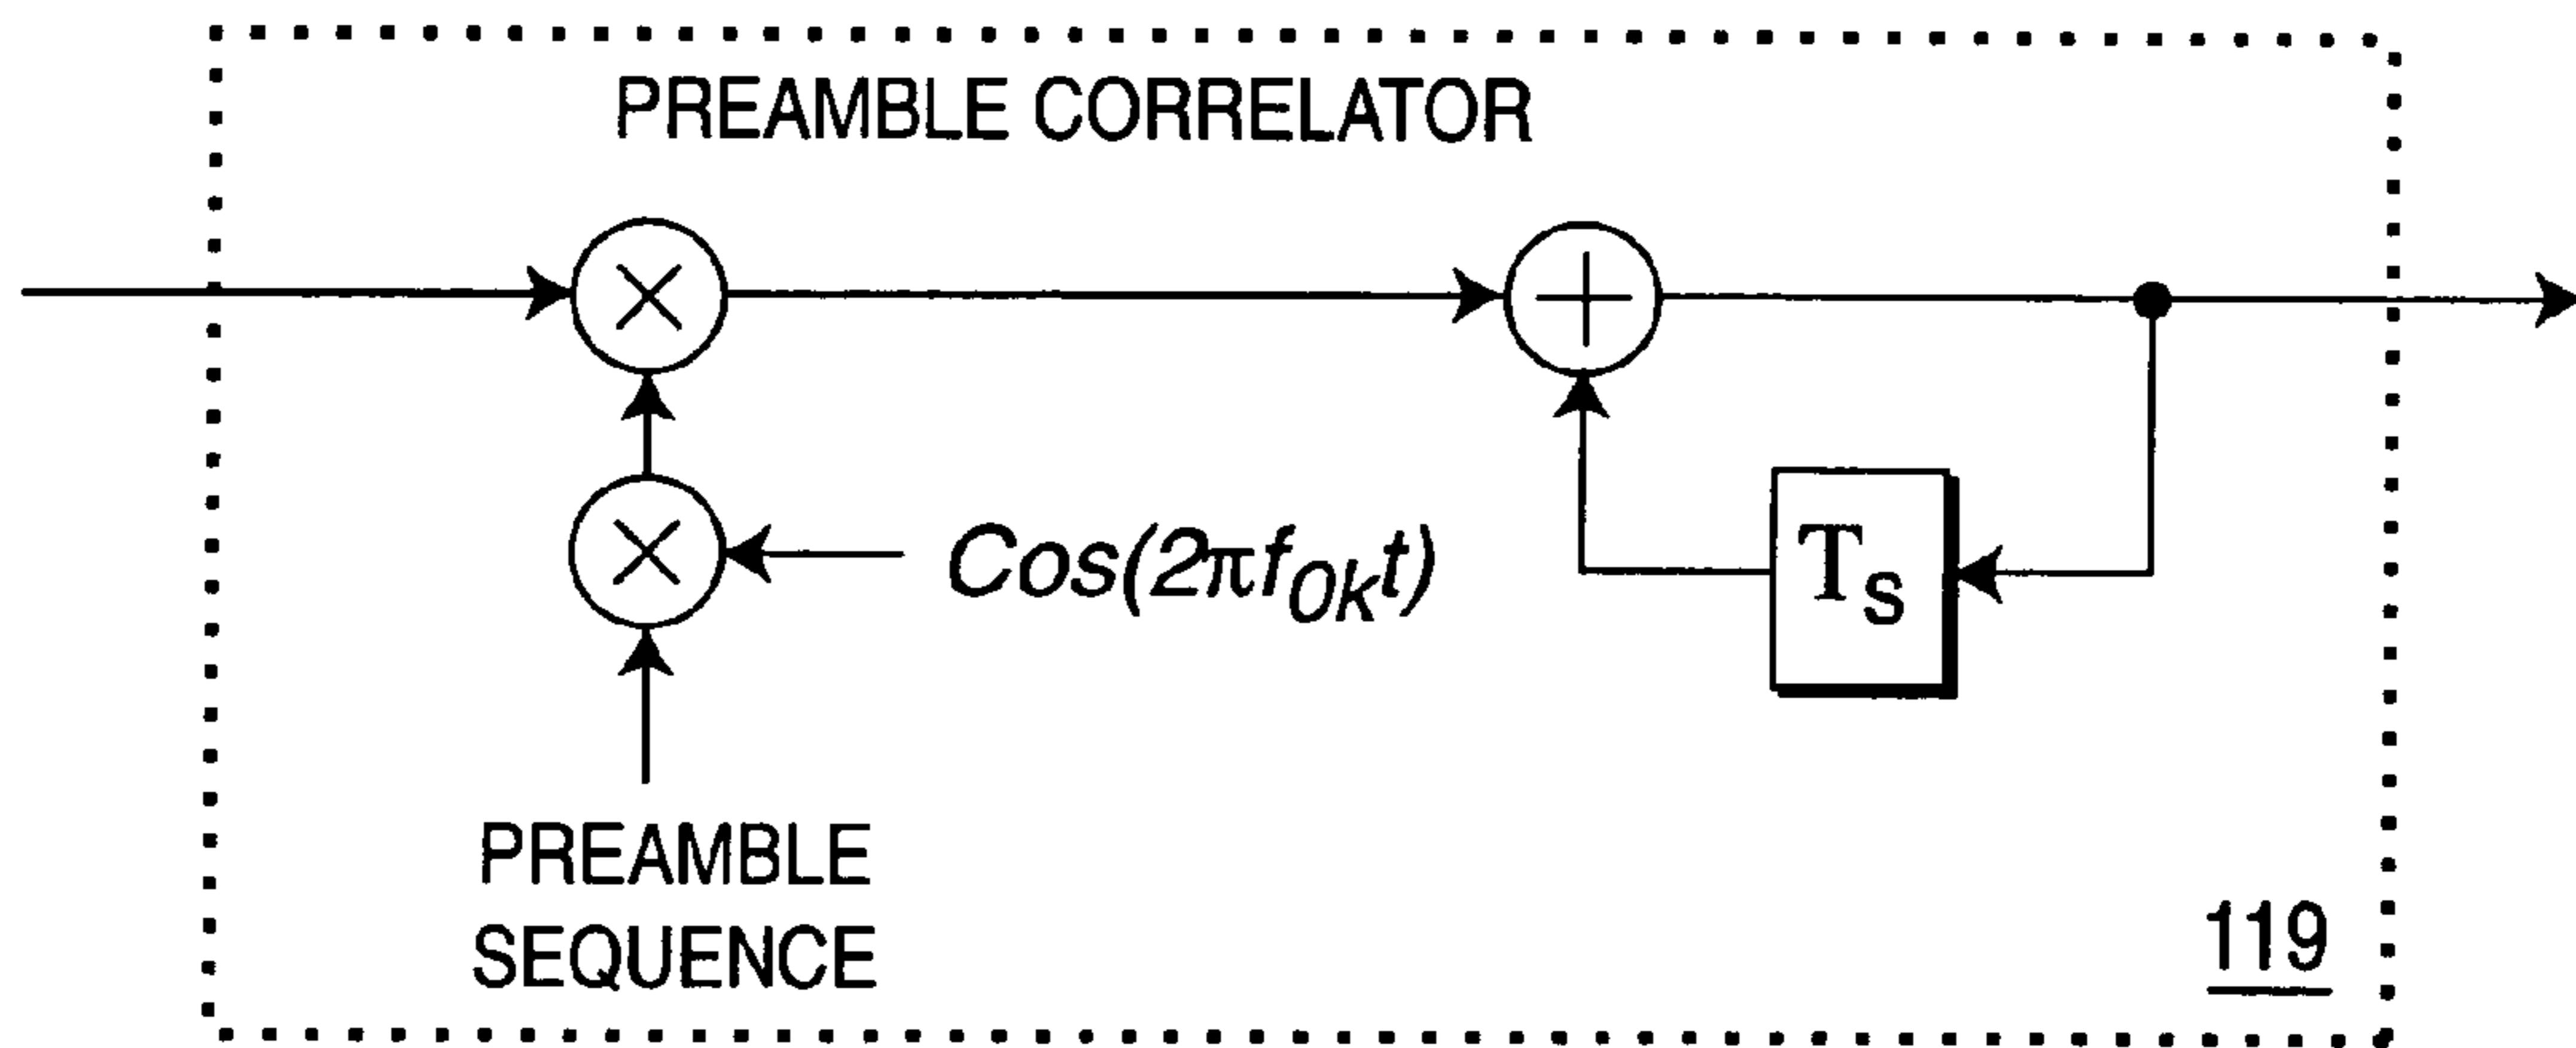 PREAMBLE CORRELATOR
Cos(2πf0kt)
TS
PREAMBLE
SEQUENCE
119